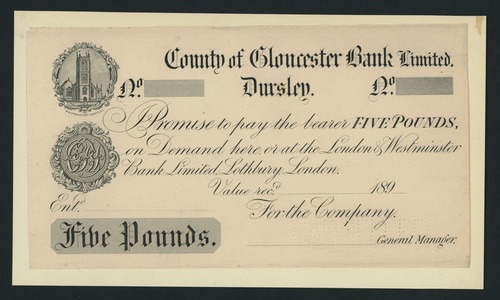 County of Gloucester Bank Limited.
Nº. Dursley. Nº.
I Promise to pay the bearer FIVE POUNDS,
on Demand here, or at the London & Westminster
Bank Limited, Lothbury, London.
Value recd. 189
Entd. For the Company.
Five Pounds.
General Manager.